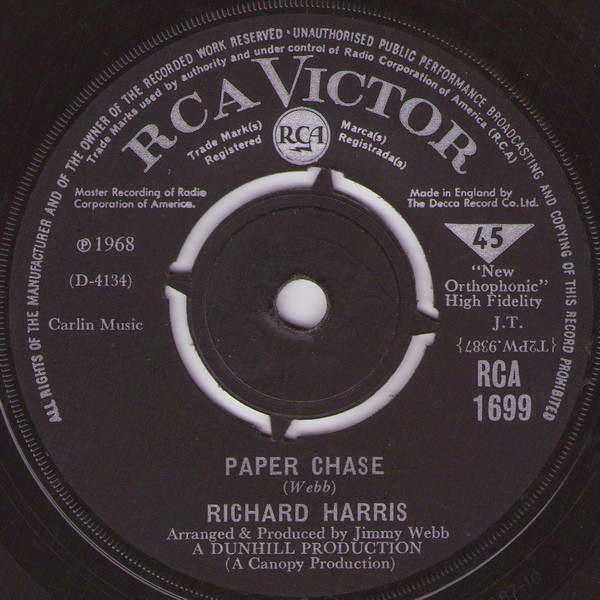 ALL RIGHTS OF THE MANUFACTURER AND OF THE OWNER OF THE RECORDED WORK RESERVED · UNAUTHORISED PUBLIC PERFORMANCE BROADCASTING AND COPYING OF THIS RECORD PROHIBITED
Trade Marks used by authority and under control of Radio Corporation of America (R.C.A)
RCA VICTOR
Trade Mark(s)
Registered
RCA
Marca(s)
Registrada(s)
Master Recording of Radio
Corporation of America.
Made in England by
The Decca Record Co. Ltd.
℗ 1968
(D-4134)
Carlin Music
45
"New
Orthophonic"
High Fidelity
J.T.
{T2PW.9387}
RCA
1699
PAPER CHASE
(Webb)
RICHARD HARRIS
Arranged & Produced by Jimmy Webb
A DUNHILL PRODUCTION
(A Canopy Production)